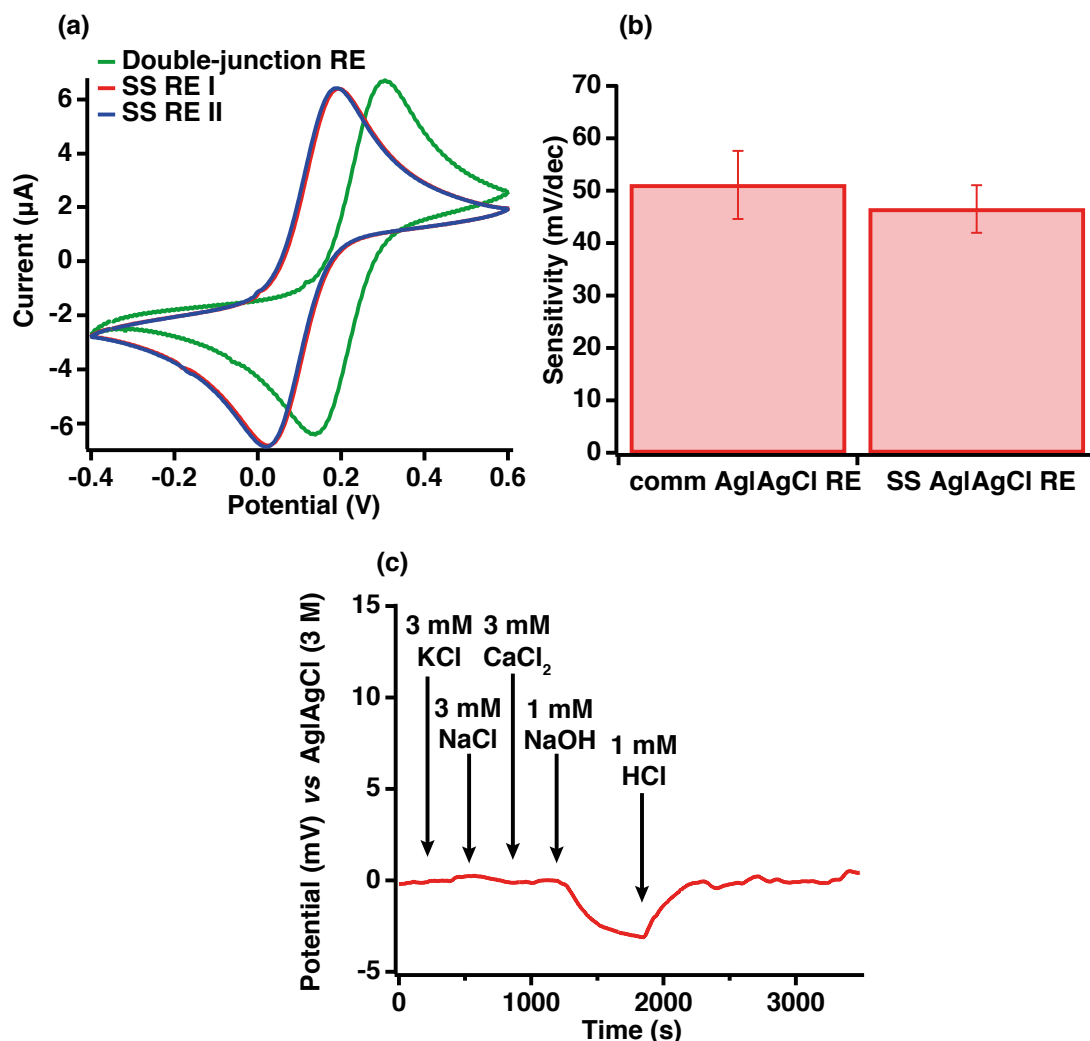 (a)
Double-junction RE
SS RE I
SS RE II
Current (µA)
6
4
2
0
-2
-4
-6
-0.4
-0.2
0.0
0.2
0.4
0.6
Potential (V)
(b)
Sensitivity (mV/dec)
70
60
50
40
30
20
10
0
comm Ag|AgCl RE
SS Ag|AgCl RE
(c)
Potential (mV) vs Ag|AgCl (3 M)
15
10
5
0
-5
3 mM
KCl
3 mM
CaCl₂
3 mM
NaCl
1 mM
NaOH
1 mM
HCl
0
1000
2000
3000
Time (s)